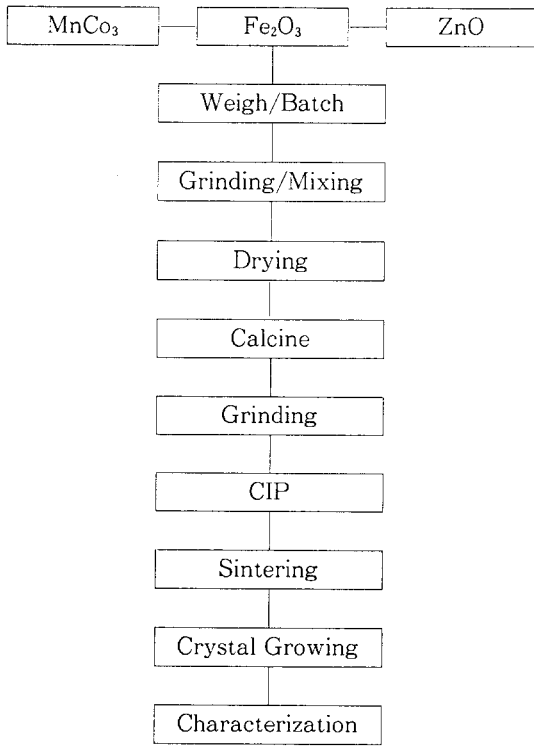 MnCo₃ Fe₂O₃ ZnO
Weigh/Batch
Grinding/Mixing
Drying
Calcine
Grinding
CIP
Sintering
Crystal Growing
Characterization